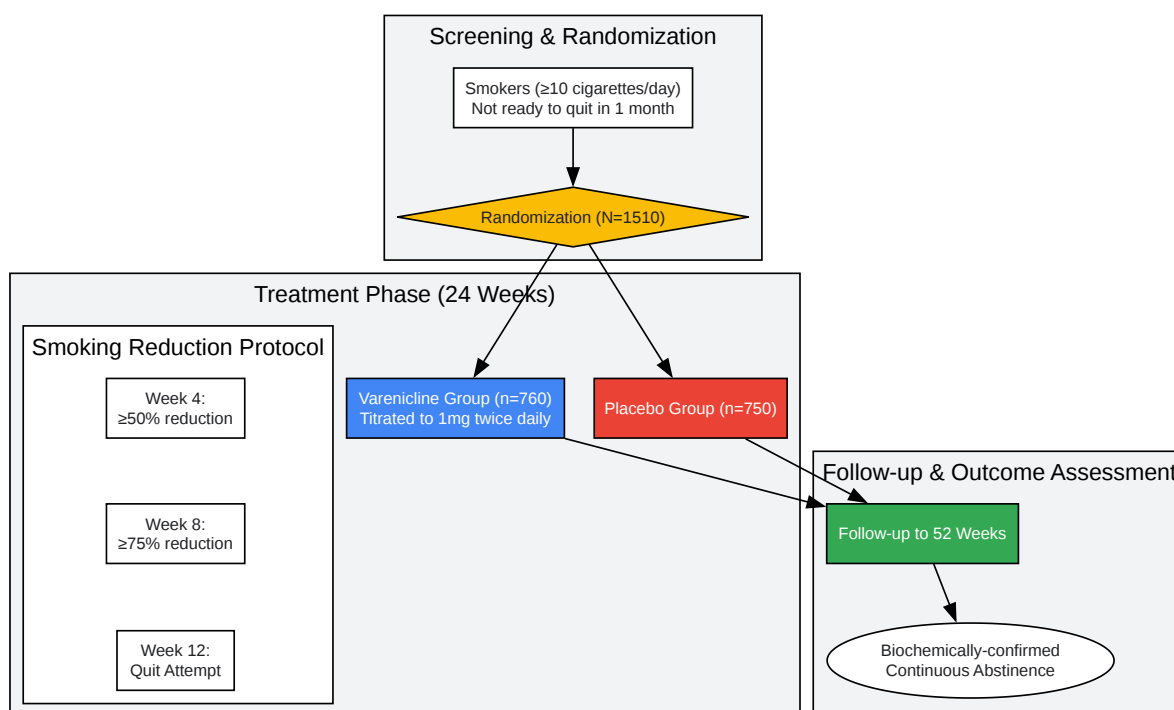 Screening & Randomization
Smokers (≥10 cigarettes/day)
Not ready to quit in 1 month
Randomization (N=1510)
Treatment Phase (24 Weeks)
Smoking Reduction Protocol
Week 4:
≥50% reduction
Week 8:
≥75% reduction
Week 12:
Quit Attempt
Varenicline Group (n=760)
Titrated to 1mg twice daily
Placebo Group (n=750)
Follow-up & Outcome Assessment
Follow-up to 52 Weeks
Biochemically-confirmed
Continuous Abstinence